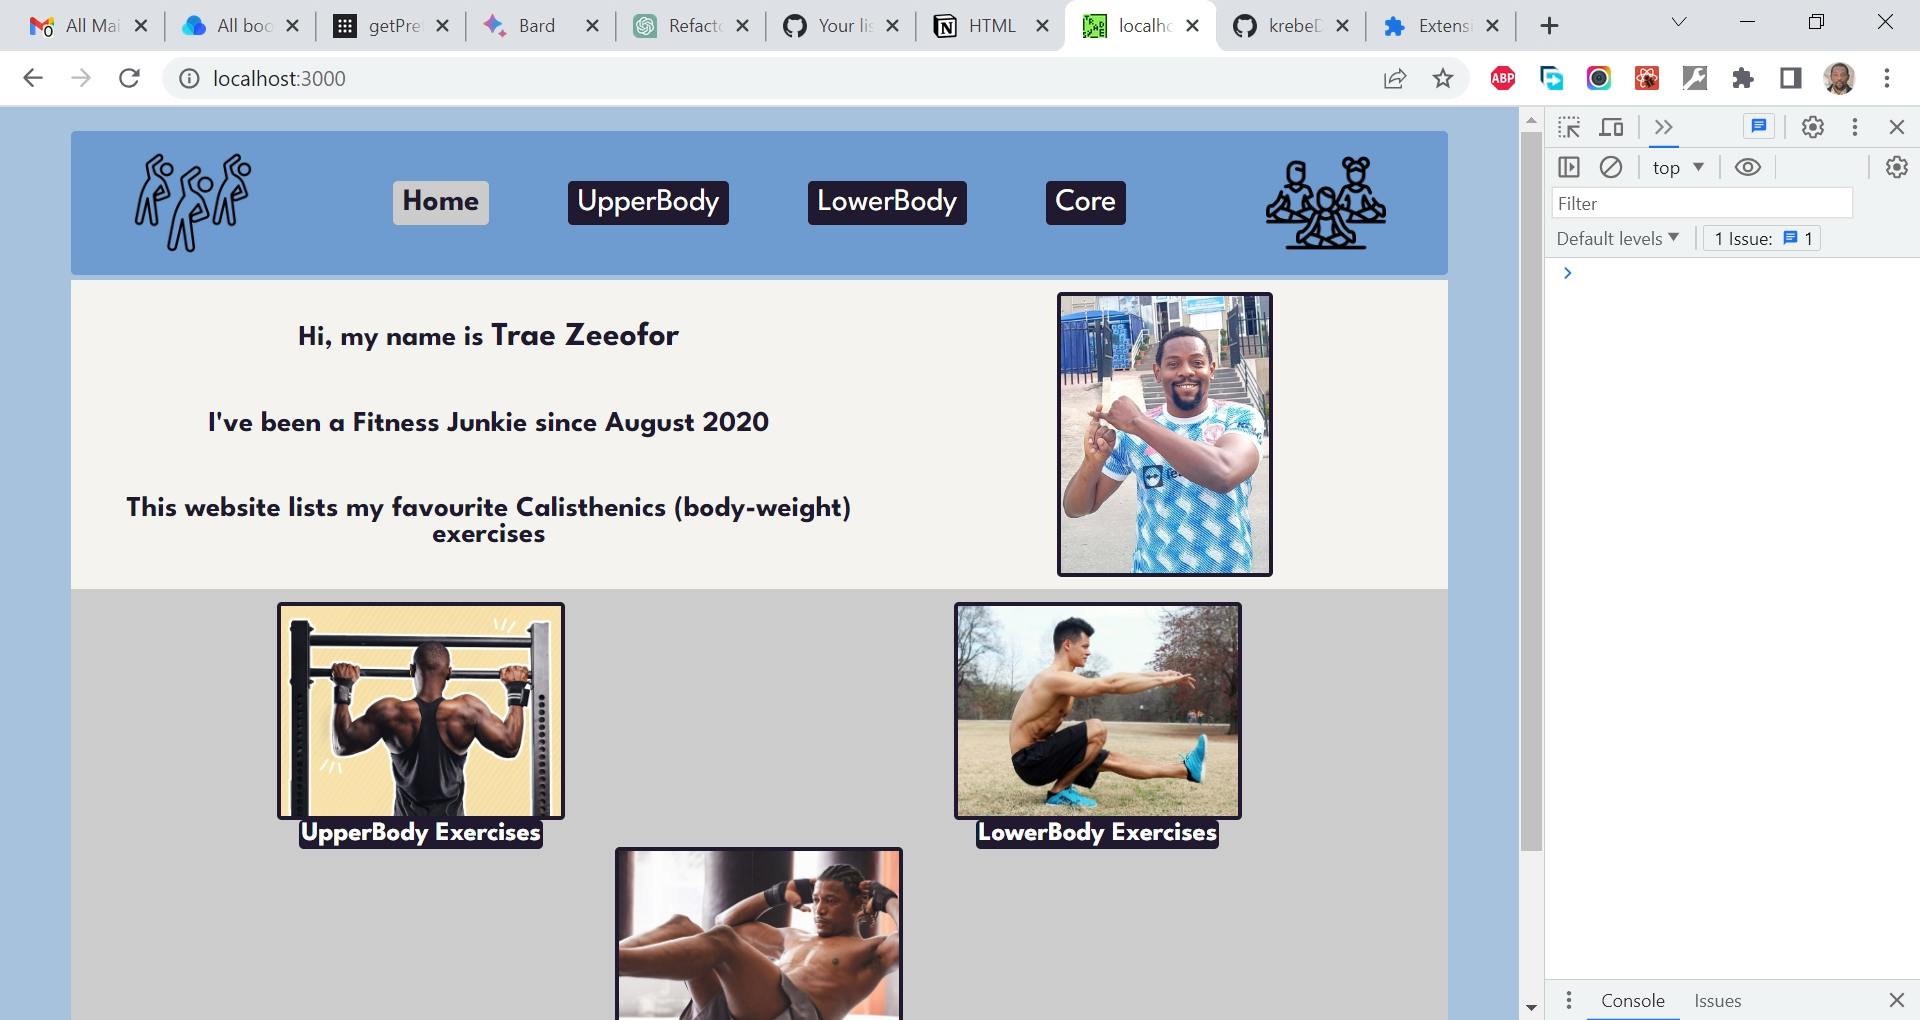 All Mai
All boo
getPre
Bard
Refacto
Your lis
HTML
localho
krebeD
Extensi
localhost:3000
ABP
top
Filter
Default levels
1 Issue: 1
Home
UpperBody
LowerBody
Core
Hi, my name is Trae Zeeofor
I've been a Fitness Junkie since August 2020
This website lists my favourite Calisthenics (body-weight)
exercises
UpperBody Exercises
LowerBody Exercises
Console
Issues